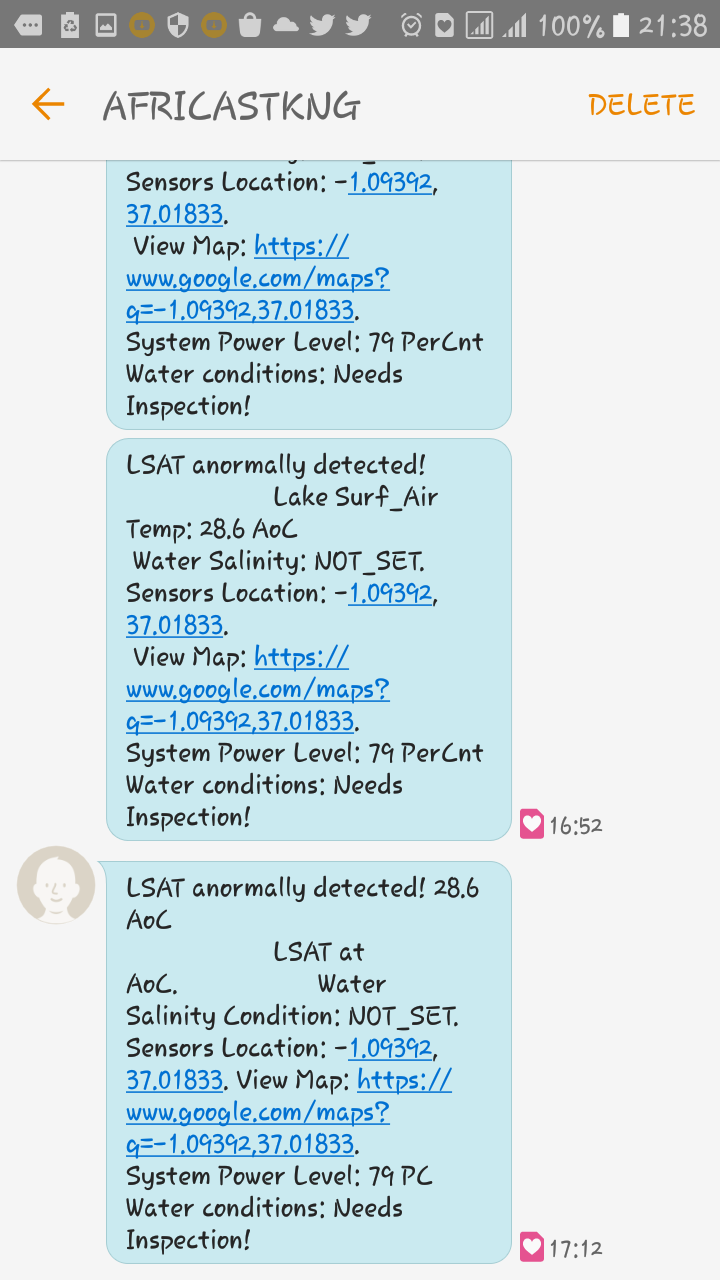 100% 21:38
AFRICASTKNG DELETE
Sensors Location: -1.09392,
37.01833.
View Map: https://
www.google.com/maps?
q=-1.09392,37.01833.
System Power Level: 79 PerCnt
Water conditions: Needs
Inspection!
LSAT anormally detected!
Lake Surf_Air
Temp: 28.6 AoC
Water Salinity: NOT_SET.
Sensors Location: -1.09392,
37.01833.
View Map: https://
www.google.com/maps?
q=-1.09392,37.01833.
System Power Level: 79 PerCnt
Water conditions: Needs
Inspection!
16:52
LSAT anormally detected! 28.6
AoC
LSAT at
AoC. Water
Salinity Condition: NOT_SET.
Sensors Location: -1.09392,
37.01833. View Map: https://
www.google.com/maps?
q=-1.09392,37.01833.
System Power Level: 79 PC
Water conditions: Needs
Inspection!
17:12